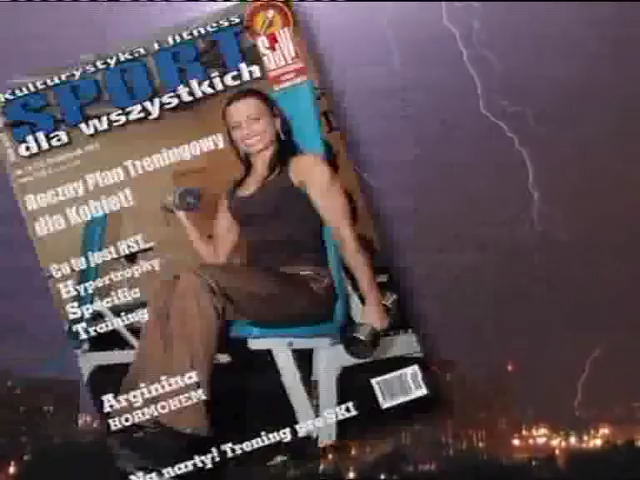 Kulturystyka i fitness
SPORT
dla wszystkich
SdW
Roczny Plan Treningowy
dla Kobiet!
Co to jest HST...
Hypertrophy
Specific
Training
Arginina
HORMONEM
Na narty! Trening preSKI